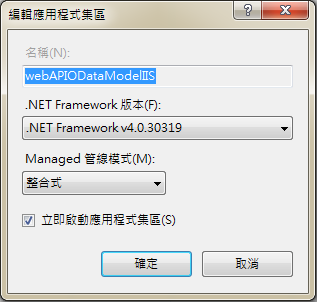 編輯應用程式集區
名稱(N):
webAPIODataModelIIS
.NET Framework 版本(F):
.NET Framework v4.0.30319
Managed 管線模式(M):
整合式
立即啟動應用程式集區(S)
確定
取消